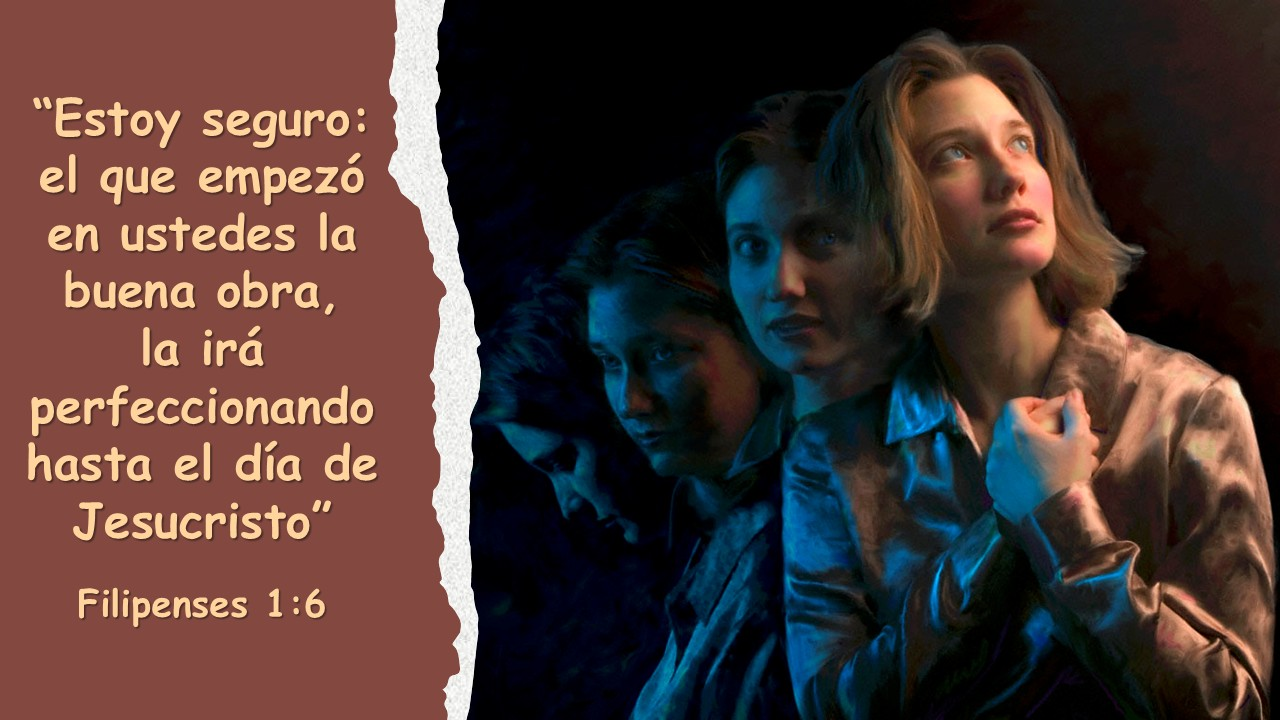 “Estoy seguro:
el que empezó
en ustedes la
buena obra,
la irá
perfeccionando
hasta el día de
Jesucristo”
Filipenses 1:6